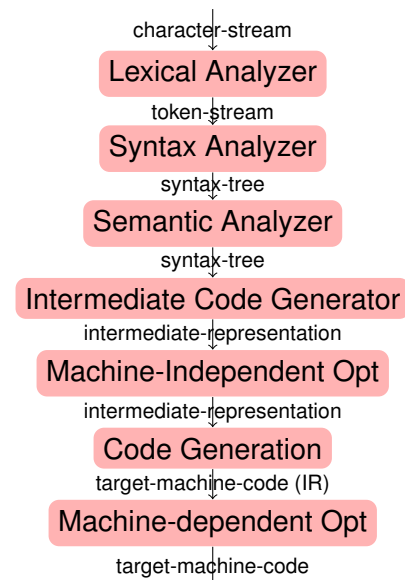 character-stream
Lexical Analyzer
token-stream
Syntax Analyzer
syntax-tree
Semantic Analyzer
syntax-tree
Intermediate Code Generator
intermediate-representation
Machine-Independent Opt
intermediate-representation
Code Generation
target-machine-code (IR)
Machine-dependent Opt
target-machine-code